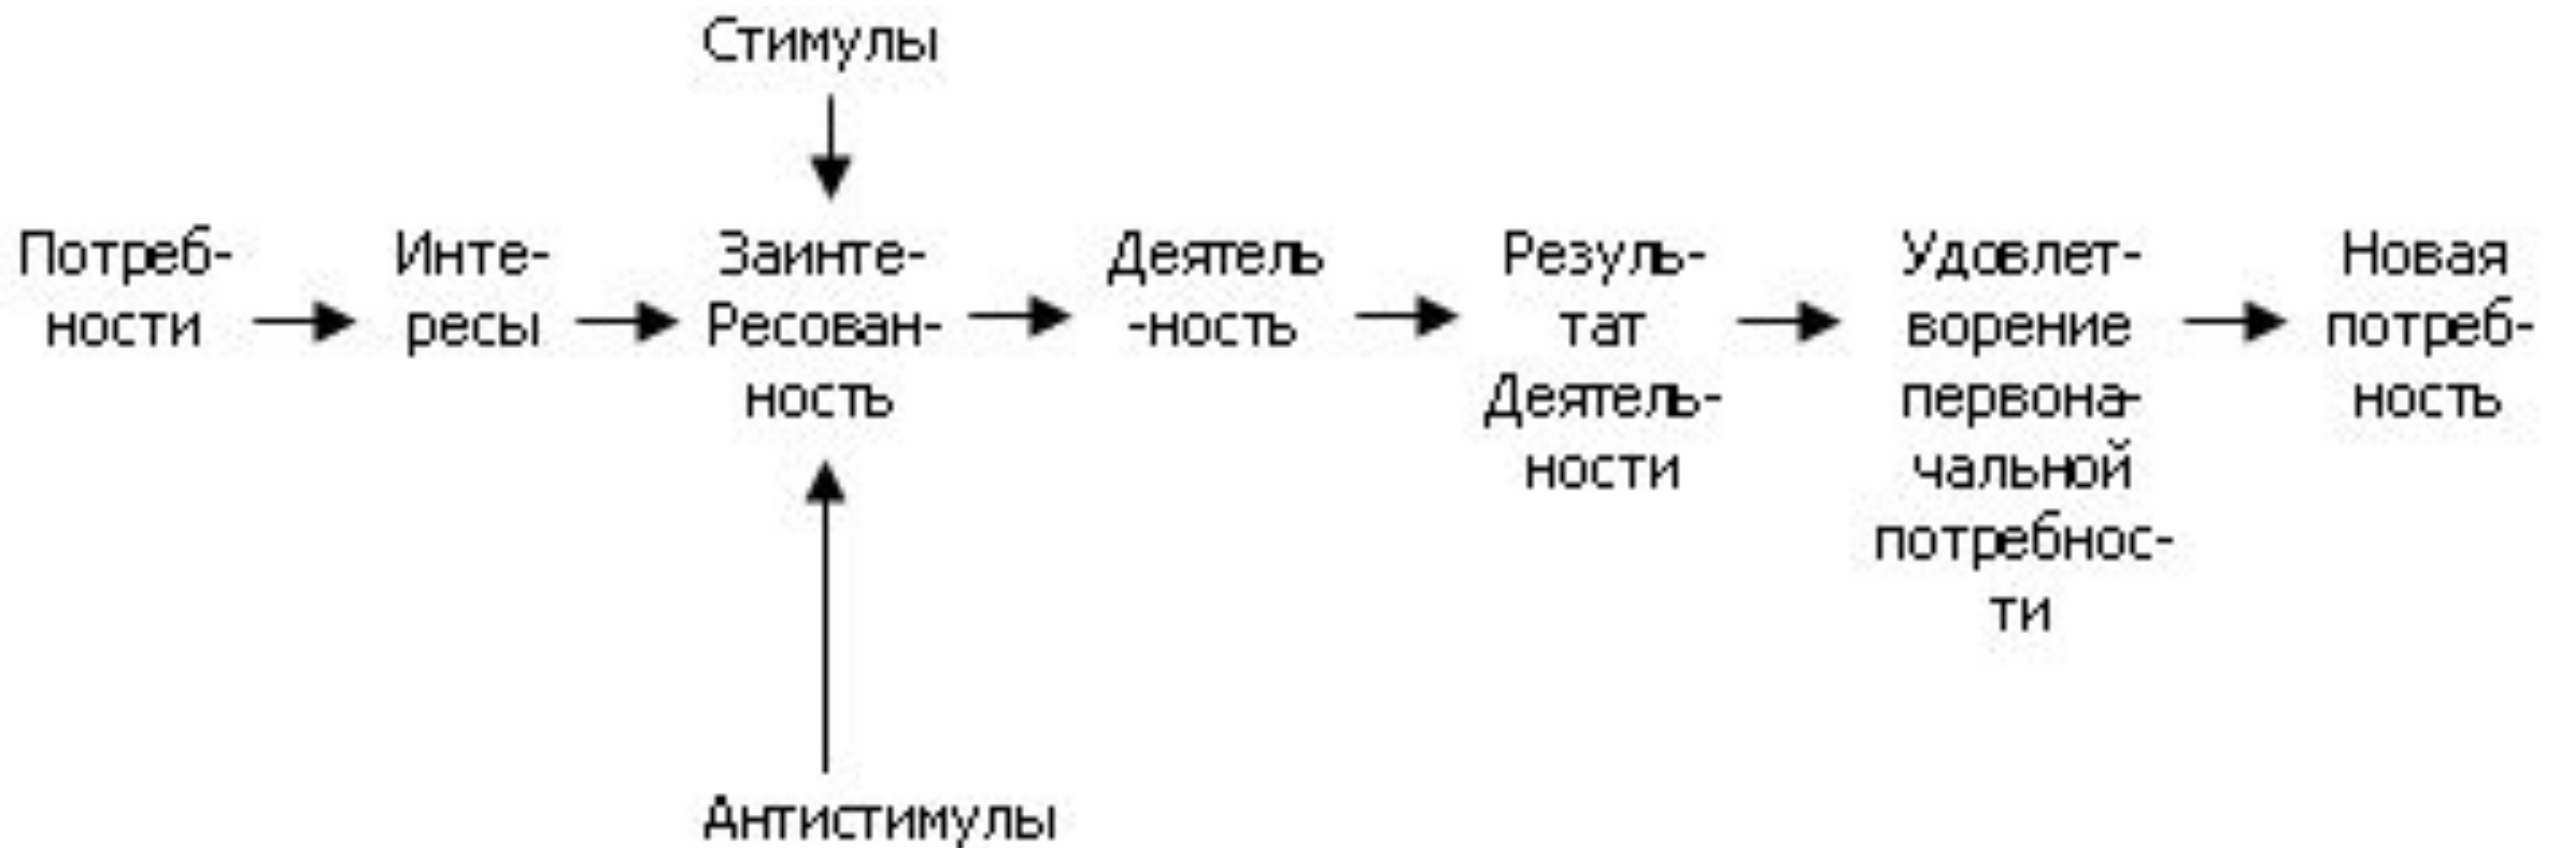 Стимулы
Потреб-
ности
Инте-
ресы
Заинте-
Ресован-
ность
Деятель
-ность
Резуль-
тат
Деятель-
ности
Удовлет-
ворение
первона-
чальной
потребнос-
ти
Новая
потреб-
ность
Антистимулы